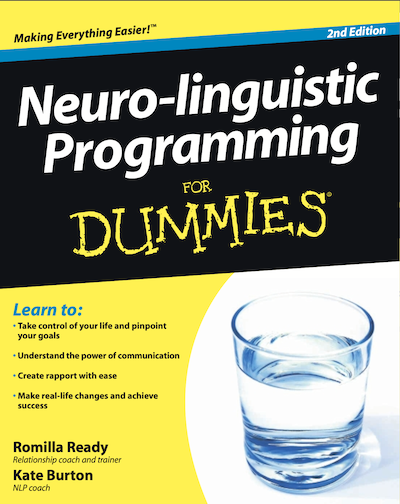 Making Everything Easier!™
2nd Edition
Neuro-linguistic
Programming
FOR
DUMMIES®
Learn to:
• Take control of your life and pinpoint
your goals
• Understand the power of communication
• Create rapport with ease
• Make real-life changes and achieve
success
Romilla Ready
Relationship coach and trainer
Kate Burton
NLP coach